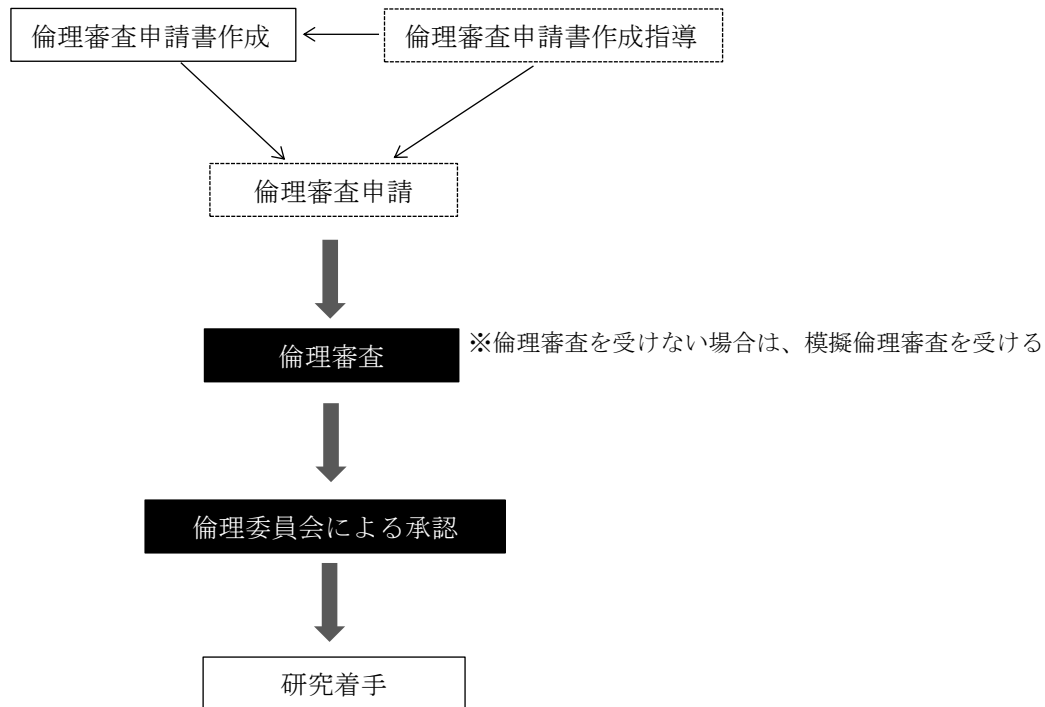 倫理審査申請書作成
倫理審査申請書作成指導
倫理審査申請
倫理審査
※倫理審査を受けない場合は、模擬倫理審査を受ける
倫理委員会による承認
研究着手